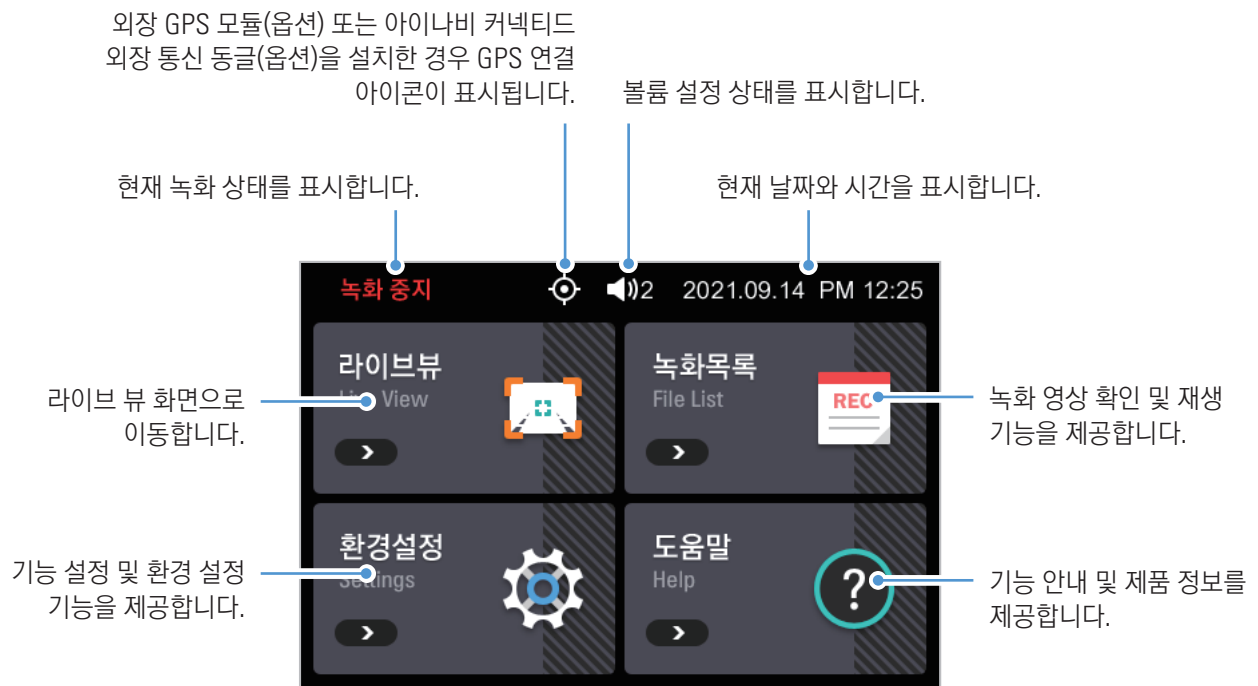 외장 GPS 모듈(옵션) 또는 아이나비 커넥티드
외장 통신 동글(옵션)을 설치한 경우 GPS 연결
아이콘이 표시됩니다.
볼륨 설정 상태를 표시합니다.
현재 녹화 상태를 표시합니다.
현재 날짜와 시간을 표시합니다.
녹화 중지
2
2021.09.14 PM 12:25
라이브뷰
Live View
녹화목록
File List
REC
라이브 뷰 화면으로
이동합니다.
녹화 영상 확인 및 재생
기능을 제공합니다.
환경설정
Settings
도움말
Help
?
기능 설정 및 환경 설정
기능을 제공합니다.
기능 안내 및 제품 정보를
제공합니다.